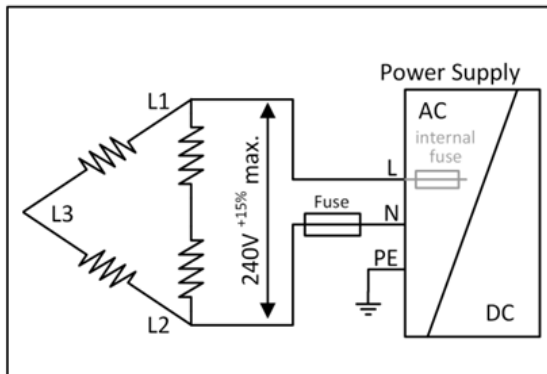 Power Supply
L1
AC
internal
fuse
240V +15% max.
L
L3
Fuse
N
PE
L2
DC